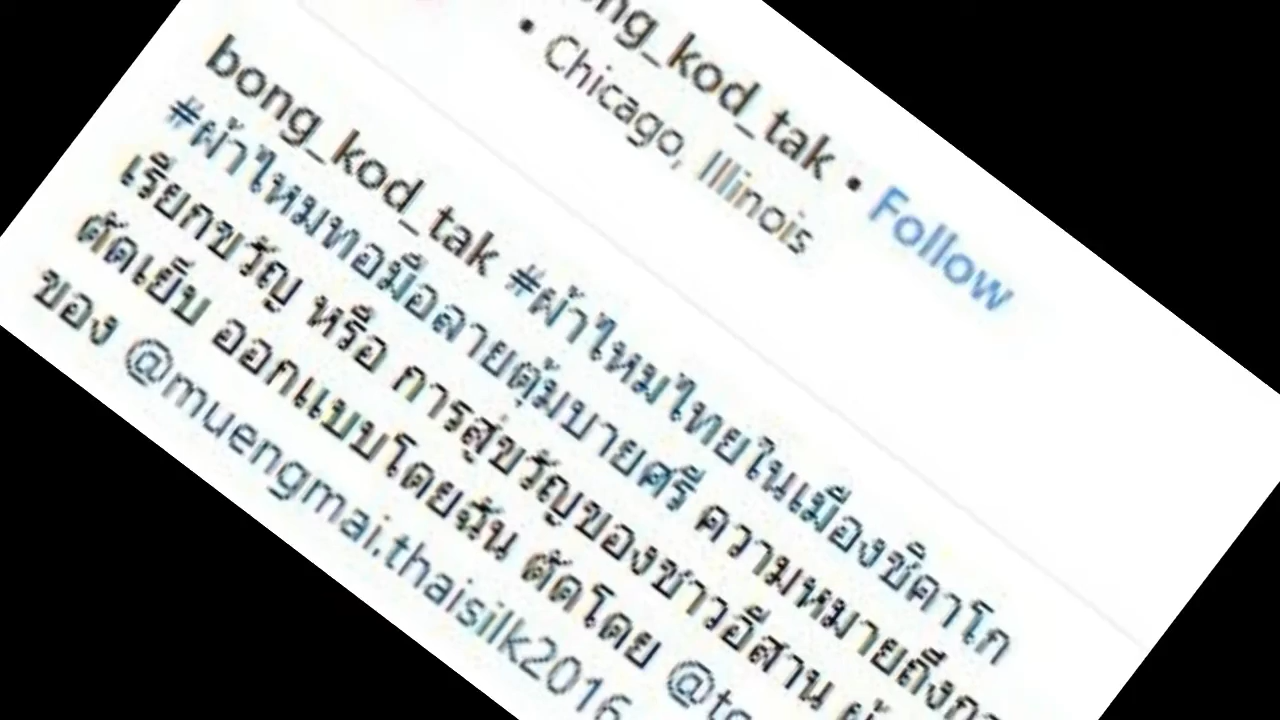 ng_kod_tak • Follow
• Chicago, Illinois
bong_kod_tak #ผ้าไหมไทยในเมืองชิคาโก
#ผ้าไหมทอมือลายตุ้มบายศรี ความหมายถึงกา
เรียกขวัญ หรือ การสู่ขวัญของชาวอีสาน
ตัดเย็บ ออกแบบโดยฉัน ตัดโดย
ของ @muengmai.thaisilk2016